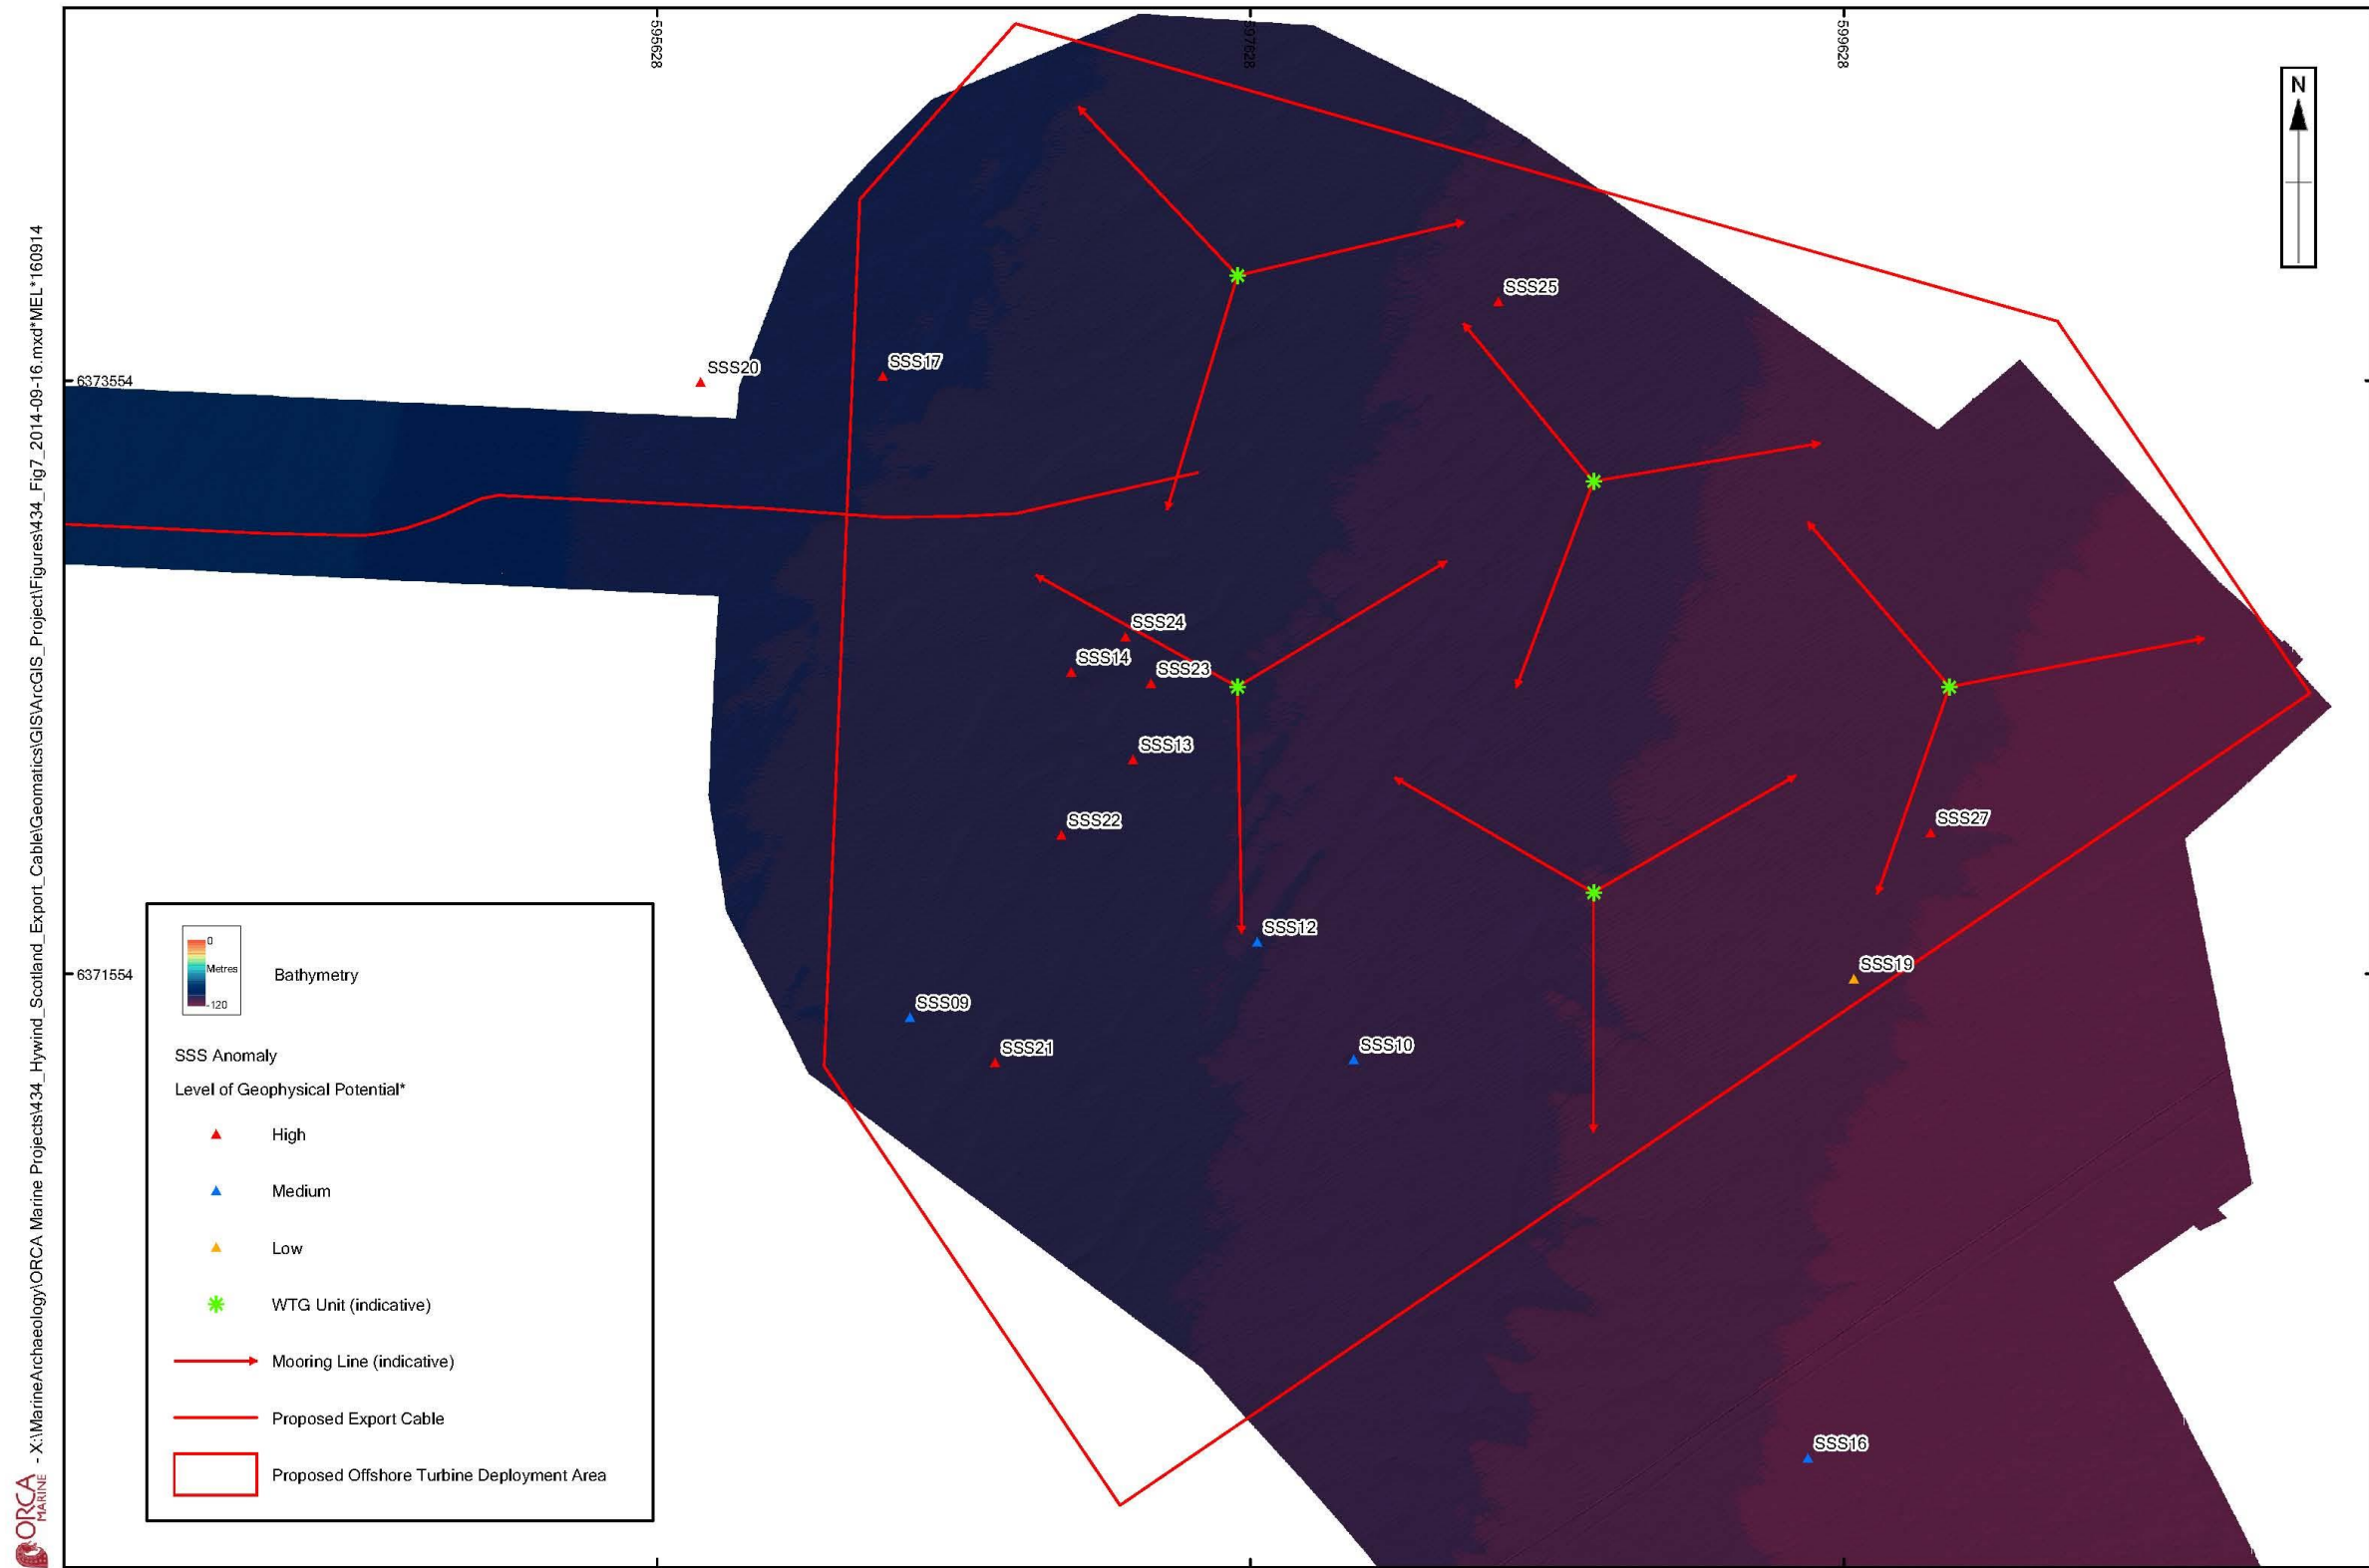 595628
597628
599628
N
SSS25
SSS20
SSS17
6373554
SSS24
SSS14
SSS23
SSS13
SSS22
SSS27
SSS12
SSS19
6371554
SSS09
SSS21
SSS10
SSS16
0
Metres
-120
Bathymetry
SSS Anomaly
Level of Geophysical Potential*
High
Medium
Low
WTG Unit (indicative)
Mooring Line (indicative)
Proposed Export Cable
Proposed Offshore Turbine Deployment Area
ORCA
MARINE
- X:\MarineArchaeology\ORCA Marine Projects\434_Hywind_Scotland_Export_Cable\Geomatics\GIS\ArcGIS_Project\Figures\434_Fig7_2014-09-16.mxd*MEL*160914